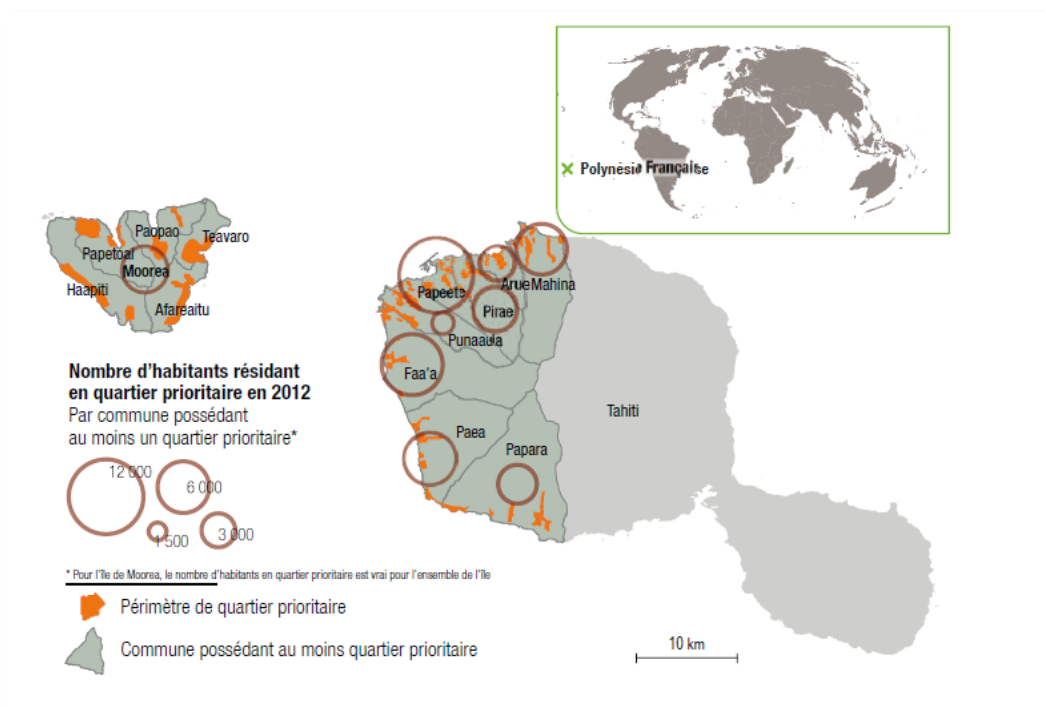 Polynésie Française
Paopao
Teavaro
Papetoai
Moorea
Haapiti
Afareaitu
Papeete
Arue
Mahina
Pirae
Punaauia
Faa'a
Paea
Papara
Tahiti
Nombre d'habitants résidant
en quartier prioritaire en 2012
Par commune possédant
au moins un quartier prioritaire*
12 000
6 000
1 500
3 000
* Pour l'île de Moorea, le nombre d'habitants en quartier prioritaire est vrai pour l'ensemble de l'île
Périmètre de quartier prioritaire
Commune possédant au moins quartier prioritaire
10 km